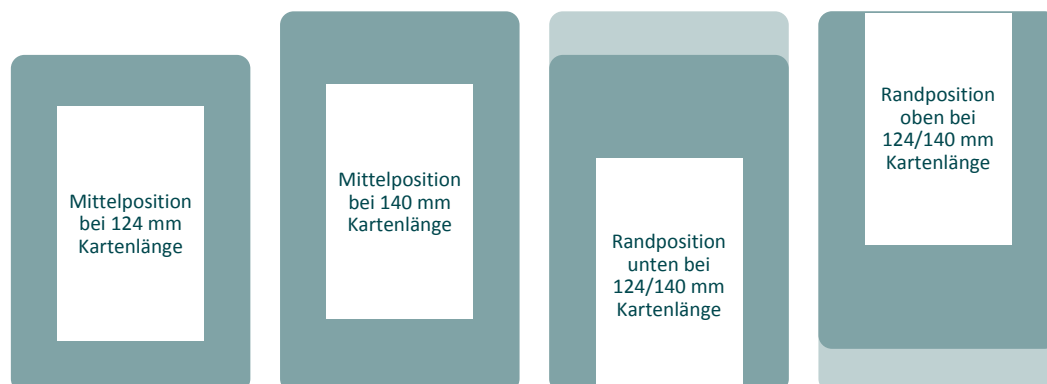 Mittelposition
bei 124 mm
Kartenlänge
Mittelposition
bei 140 mm
Kartenlänge
Randposition
unten bei
124/140 mm
Kartenlänge
Randposition
oben bei
124/140 mm
Kartenlänge